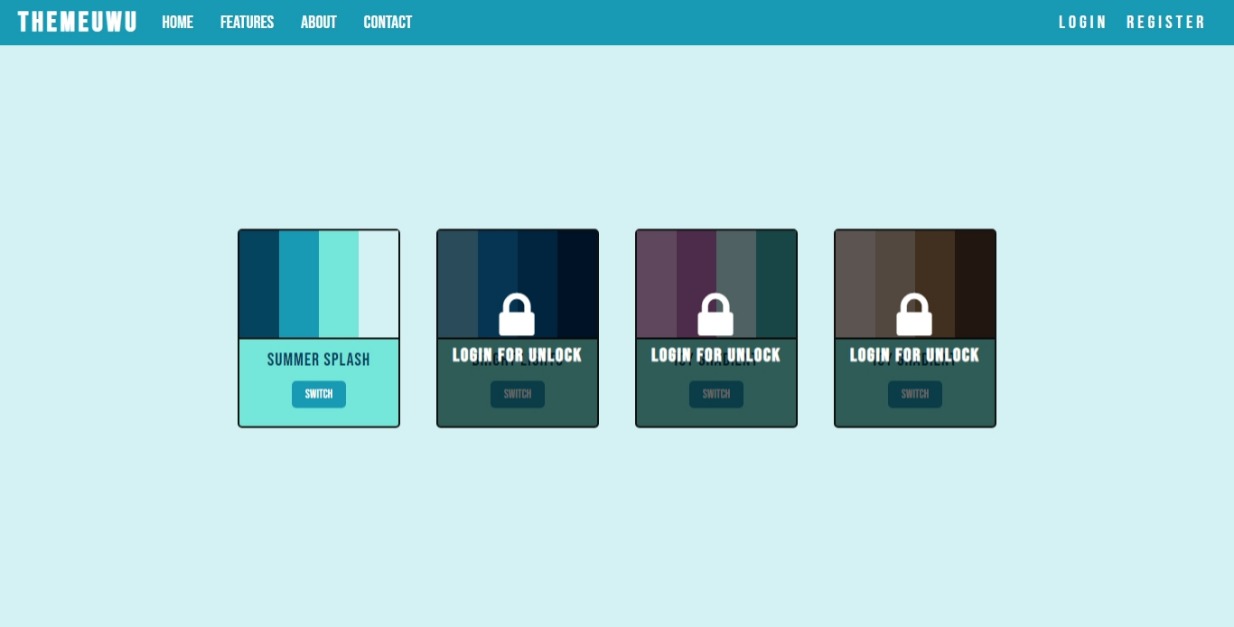 THEMEUWU HOME FEATURES ABOUT CONTACT LOGIN REGISTER
SUMMER SPLASH
SWITCH
LOGIN FOR UNLOCK
SWITCH
LOGIN FOR UNLOCK
SWITCH
LOGIN FOR UNLOCK
SWITCH